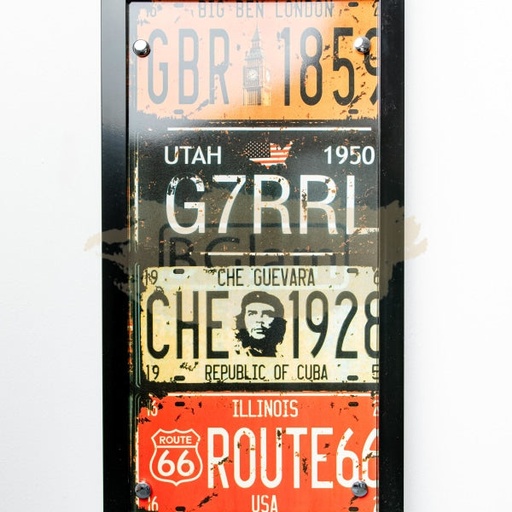 16 BIG BEN LONDON
GBR 1859
UTAH 1950
G7RRL
19 CHE GUEVARA
CHE 1928
19 REPUBLIC OF CUBA
ILLINOIS
ROUTE 66 ROUTE66
USA